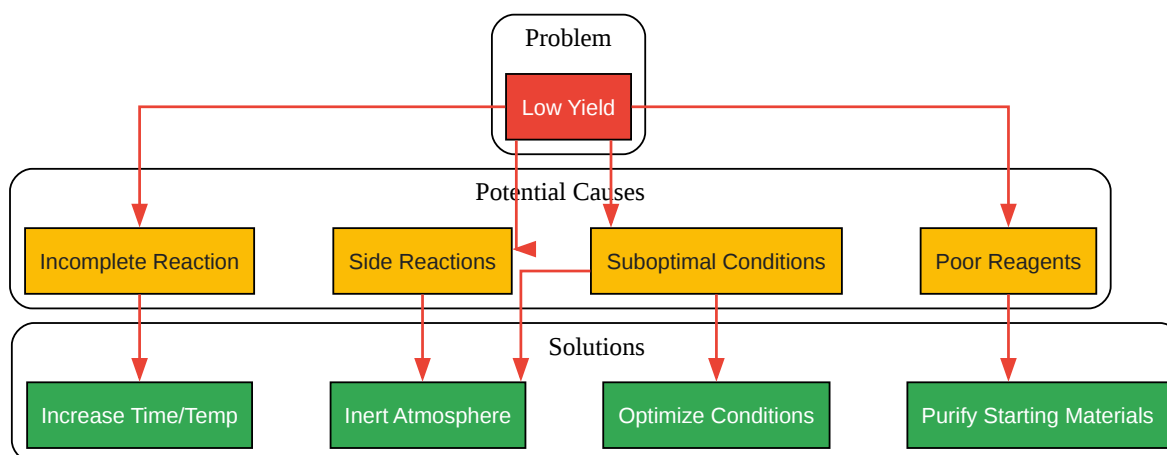 Problem
Low Yield
Potential Causes
Incomplete Reaction
Side Reactions
Suboptimal Conditions
Poor Reagents
Solutions
Increase Time/Temp
Inert Atmosphere
Optimize Conditions
Purify Starting Materials